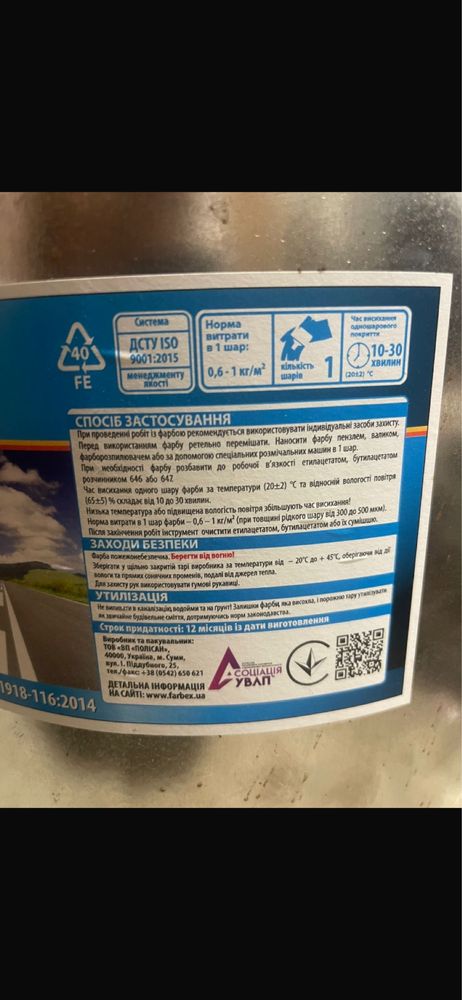 40
FE
Система
ДСТУ ISO
9001:2015
менеджменту
якості
Норма
витрати
в 1 шар:
0,6 - 1 кг/м²
кількість
шарів
1
Час висихання
одношарового
покриття
10-30
ХВИЛИН
(20±2) °С
СПОСІБ ЗАСТОСУВАННЯ
При проведенні робіт із фарбою рекомендується використовувати індивідуальні засоби захисту.
Перед використанням фарбу ретельно перемішати. Наносити фарбу пензлем, валиком,
фарборозпилювачем або за допомогою спеціальних розмічальних машин в 1 шар.
При необхідності фарбу розбавити до робочої в'язкості етилацетатом, бутилацетатом
розчинником 646 або 647.
Час висихання одного шару фарби за температури (20±2) °С та відносній вологості повітря
(65±5) % складає від 10 до 30 хвилин.
Низька температура або підвищена вологість повітря збільшують час висихання!
Норма витрати в 1 шар фарби – 0,6 – 1 кг/м² (при товщині рідкого шару від 300 до 500 мкм).
Після закінчення робіт інструмент очистити етилацетатом, бутилацетатом або їх сумішшю.
ЗАХОДИ БЕЗПЕКИ
Фарба пожежонебезпечна. Берегти від вогню!
Зберігати у щільно закритій тарі виробника за температури від – 20°С до + 45°С, оберігаючи від дії
вологи та прямих сонячних променів, подалі від джерел тепла.
Для захисту рук використовувати гумові рукавиці.
УТИЛІЗАЦІЯ
Не виливати в каналізацію, водойми та на ґрунт! Залишки фарби, яка висохла, і порожню тару утилізувати
як звичайне будівельне сміття, дотримуючись норм законодавства.
Строк придатності: 12 місяців із дати виготовлення
Виробник та пакувальник:
ТОВ «ВП «ПОЛІСАН»,
40000, Україна, м. Суми,
вул. І. Піддубного, 25,
тел./факс: +38 (0542) 650 621
ДЕТАЛЬНА ІНФОРМАЦІЯ
НА САЙТІ: www.farbex.ua
АСОЦІАЦІЯ
УВЛП
1918-116:2014